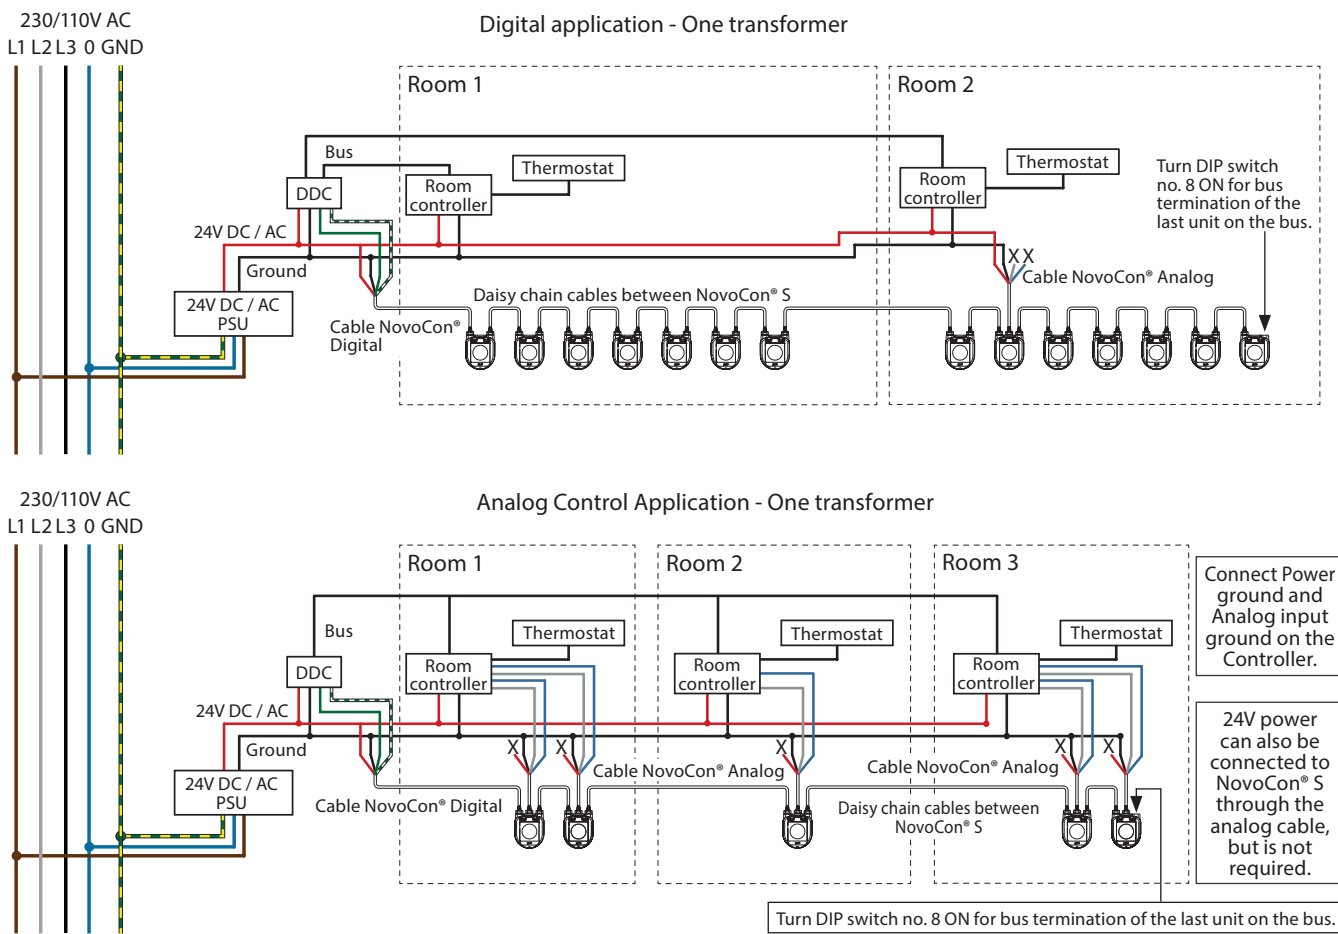 230/110V AC
L1 L2 L3 0 GND
Digital application - One transformer
Room 1
Room 2
Bus
DDC
Room
controller
Thermostat
Room
controller
Thermostat
Turn DIP switch
no. 8 ON for bus
termination of the
last unit on the bus.
24V DC / AC
Ground
24V DC / AC
PSU
X X
Cable NovoCon® Analog
Daisy chain cables between NovoCon® S
Cable NovoCon®
Digital
230/110V AC
L1 L2 L3 0 GND
Analog Control Application - One transformer
Room 1
Room 2
Room 3
Bus
DDC
Room
controller
Thermostat
Room
controller
Thermostat
Room
controller
Thermostat
Connect Power
ground and
Analog input
ground on the
Controller.
24V DC / AC
Ground
24V DC / AC
PSU
X
X
X
X
X
Cable NovoCon® Analog
Cable NovoCon® Analog
Cable NovoCon® Digital
Daisy chain cables between
NovoCon® S
24V power
can also be
connected to
NovoCon® S
through the
analog cable,
but is not
required.
Turn DIP switch no. 8 ON for bus termination of the last unit on the bus.